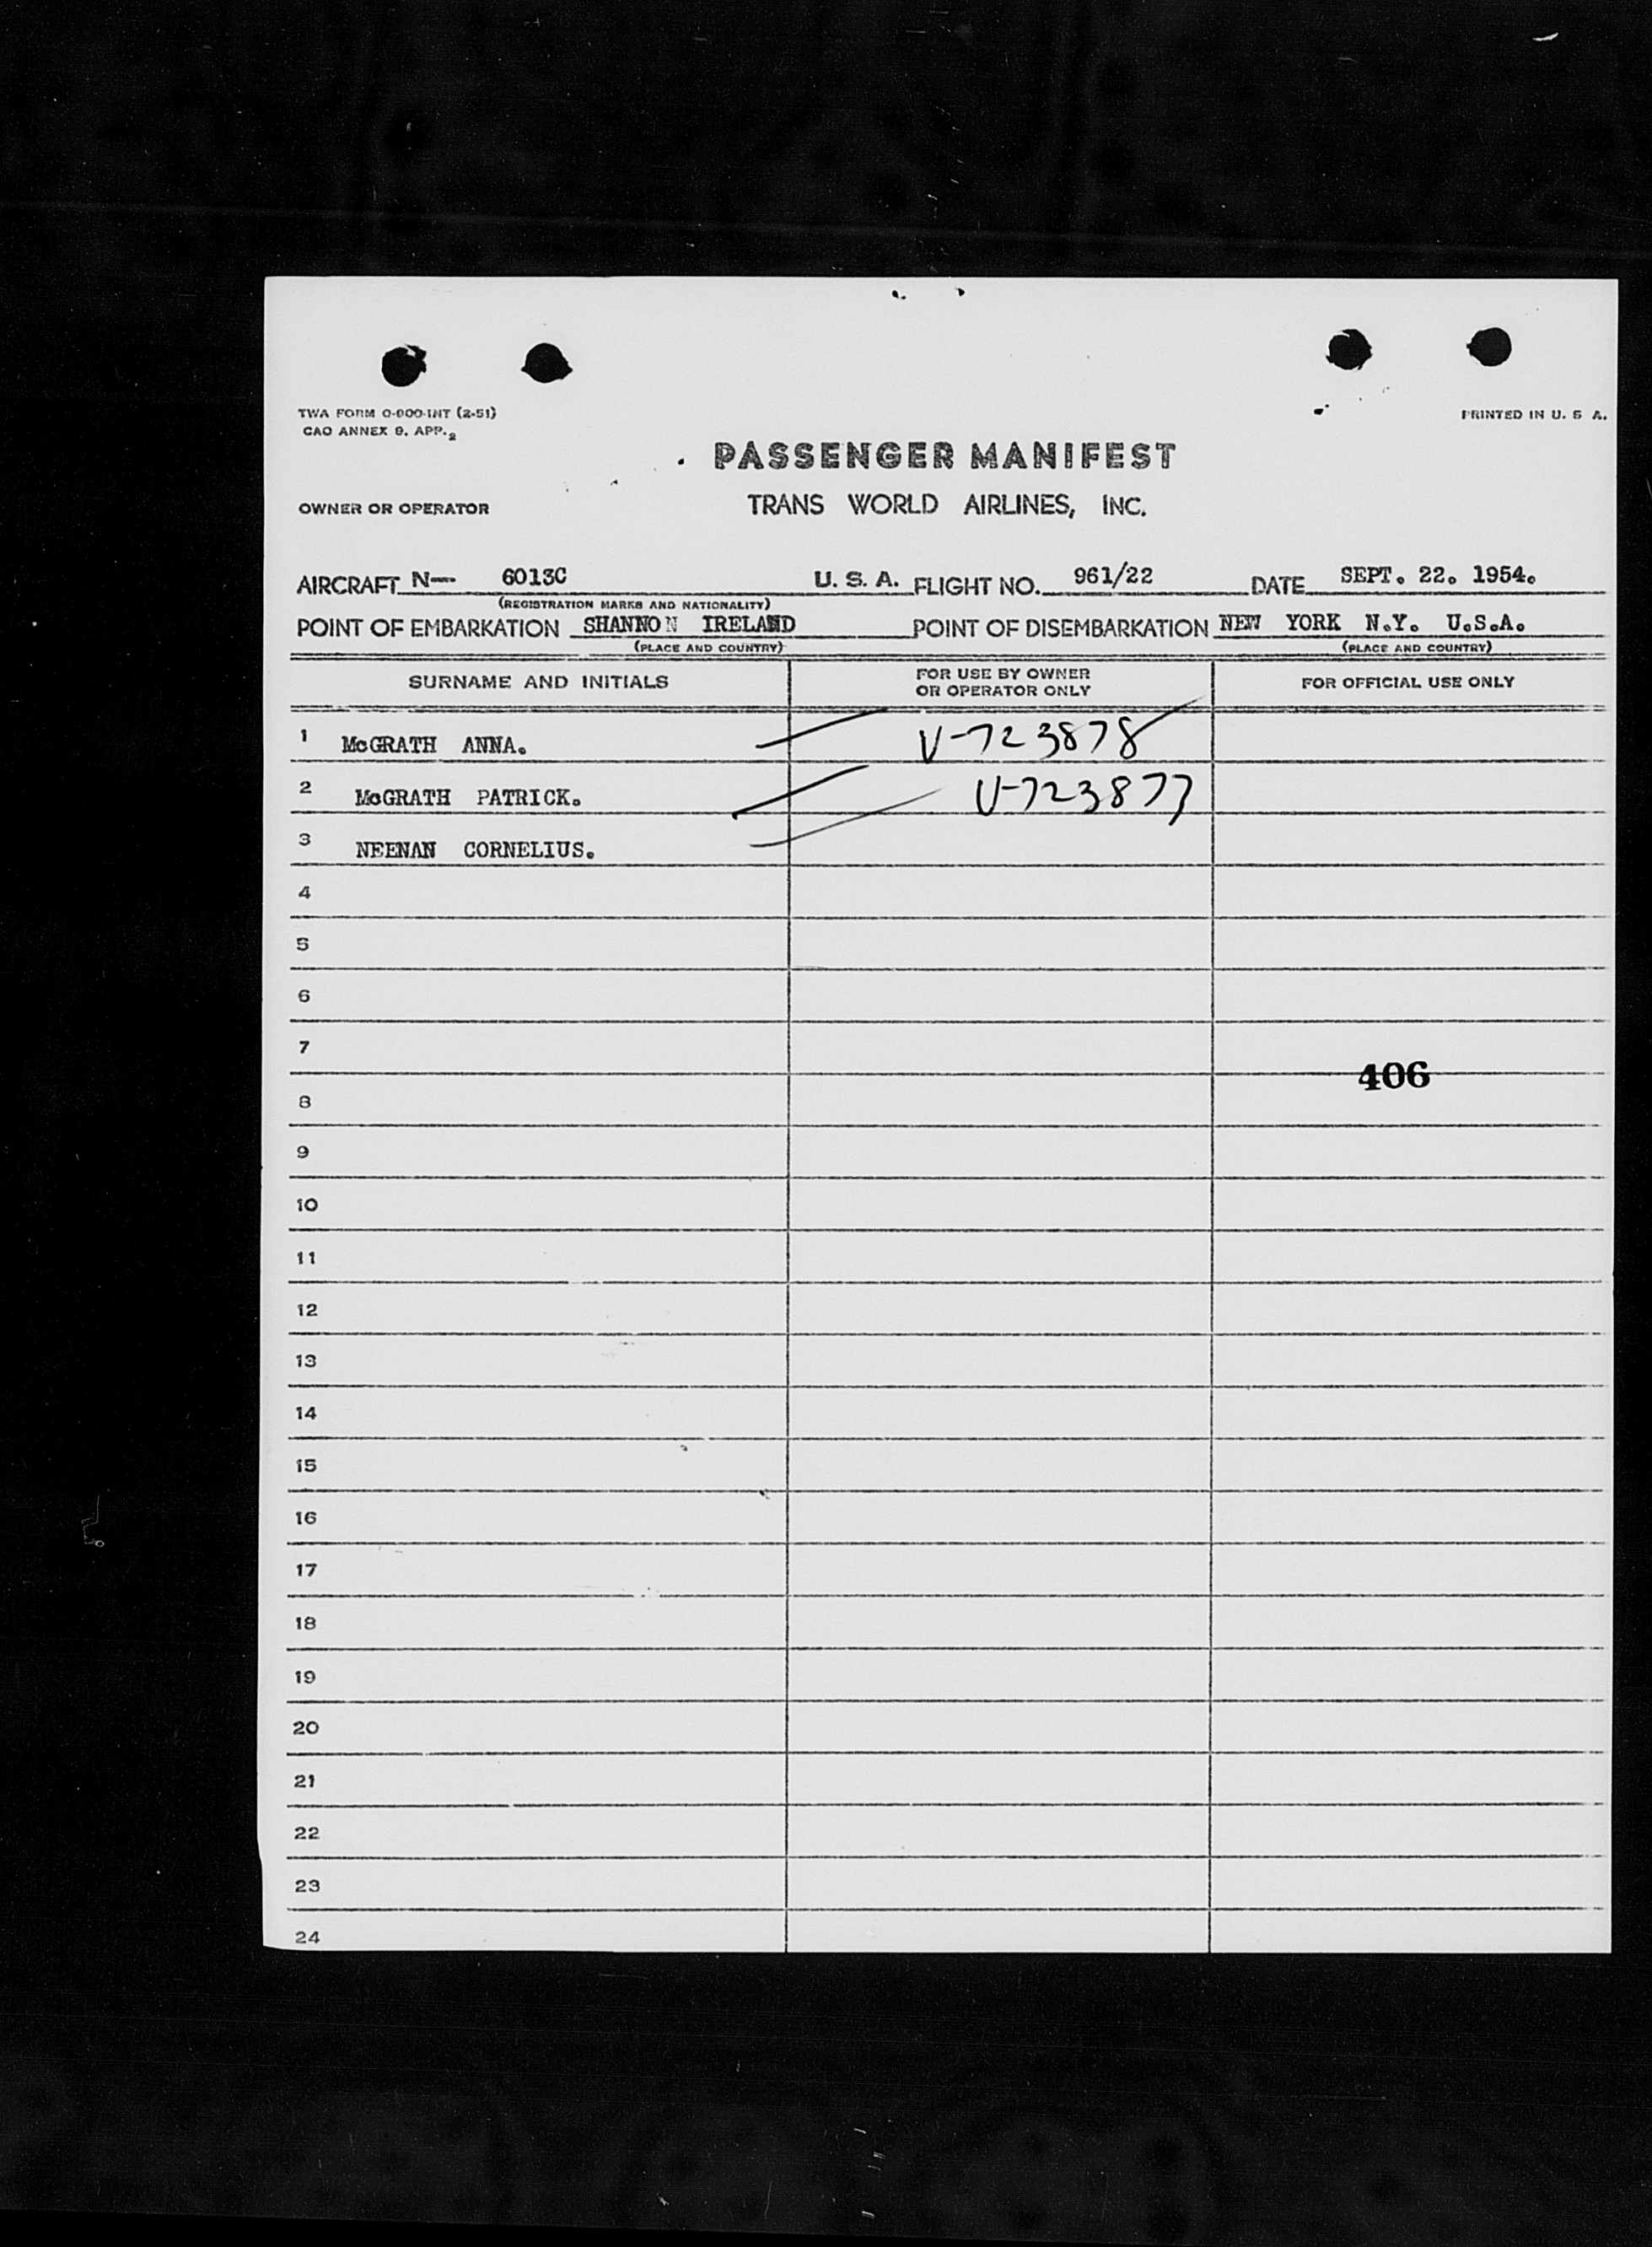 TWA FORM O-900-INT (2-51)
CAO ANNEX 9, APP. 2
PRINTED IN U. S A.
PASSENGER MANIFEST
OWNER OR OPERATOR TRANS WORLD AIRLINES, INC.
AIRCRAFT N— 6013C U. S. A. FLIGHT NO. 961/22 DATE SEPT. 22. 1954.
(REGISTRATION MARKS AND NATIONALITY)
POINT OF EMBARKATION SHANNON IRELAND POINT OF DISEMBARKATION NEW YORK N.Y. U.S.A.
(PLACE AND COUNTRY) (PLACE AND COUNTRY)
SURNAME AND INITIALS FOR USE BY OWNER OR OPERATOR ONLY FOR OFFICIAL USE ONLY
1 McGRATH ANNA. V-723878
2 McGRATH PATRICK. V-723877
3 NEENAN CORNELIUS.
4
5
6
7
406
8
9
10
11
12
13
14
15
16
17
18
19
20
21
22
23
24